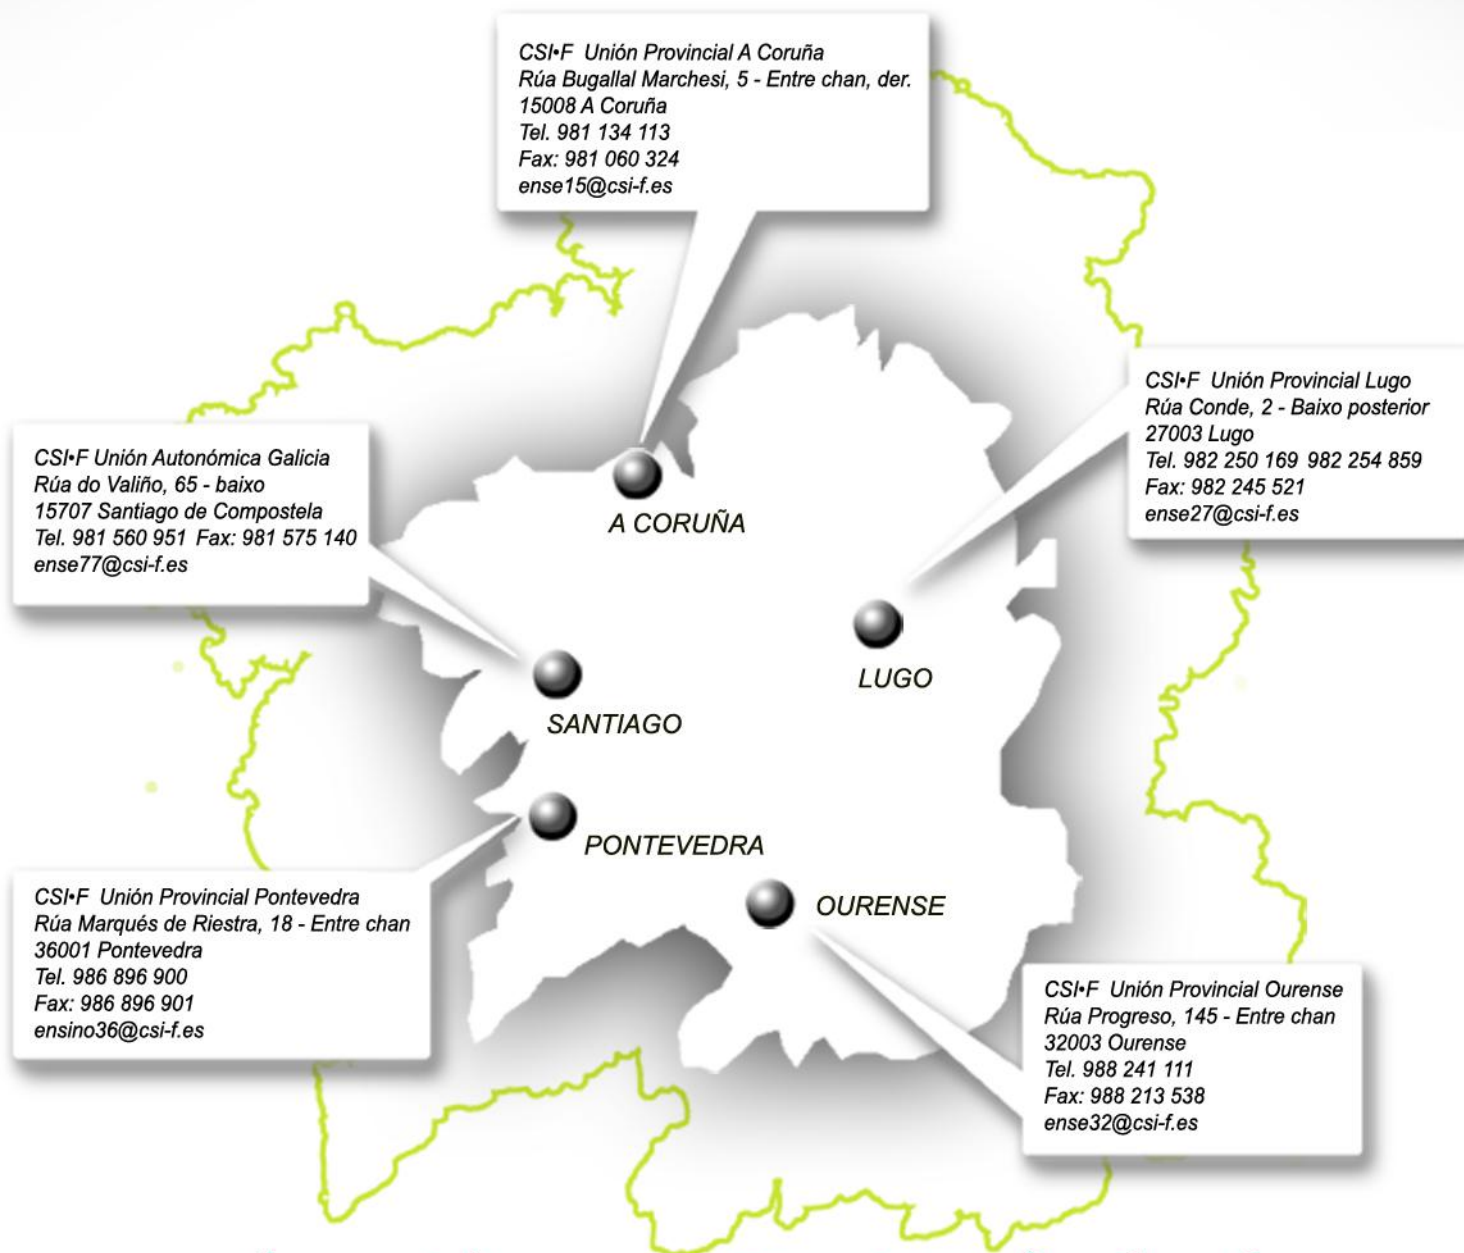 CSI•F Unión Provincial A Coruña
Rúa Bugallal Marchesi, 5 - Entre chan, der.
15008 A Coruña
Tel. 981 134 113
Fax: 981 060 324
ense15@csi-f.es
CSI•F Unión Provincial Lugo
Rúa Conde, 2 - Baixo posterior
27003 Lugo
Tel. 982 250 169 982 254 859
Fax: 982 245 521
ense27@csi-f.es
CSI•F Unión Autonómica Galicia
Rúa do Valiño, 65 - baixo
15707 Santiago de Compostela
Tel. 981 560 951 Fax: 981 575 140
ense77@csi-f.es
A CORUÑA
LUGO
SANTIAGO
PONTEVEDRA
OURENSE
CSI•F Unión Provincial Pontevedra
Rúa Marqués de Riestra, 18 - Entre chan
36001 Pontevedra
Tel. 986 896 900
Fax: 986 896 901
ensino36@csi-f.es
CSI•F Unión Provincial Ourense
Rúa Progreso, 145 - Entre chan
32003 Ourense
Tel. 988 241 111
Fax: 988 213 538
ense32@csi-f.es